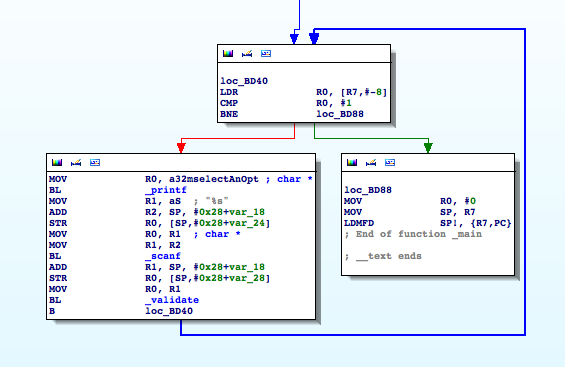 loc_BD40
LDR R0, [R7,#-8]
CMP R0, #1
BNE loc_BD88
MOV R0, a32mselectAnOpt ; char *
BL _printf
MOV R1, aS ; "%s"
ADD R2, SP, #0x28+var_18
STR R0, [SP,#0x28+var_24]
MOV R0, R1 ; char *
MOV R1, R2
BL _scanf
ADD R1, SP, #0x28+var_18
STR R0, [SP,#0x28+var_28]
MOV R0, R1
BL _validate
B loc_BD40
loc_BD88
MOV R0, #0
MOV SP, R7
LDMFD SP!, {R7,PC}
; End of function _main
; __text ends